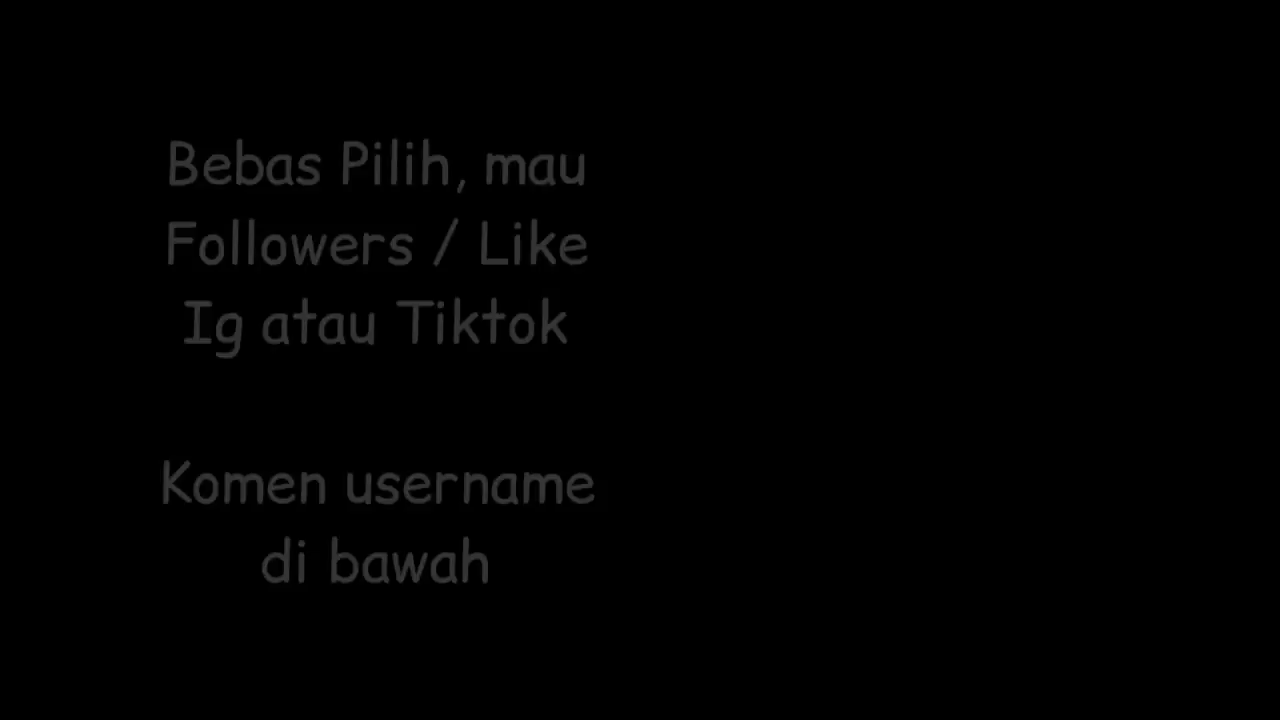 Bebas Pilih, mau
Followers / Like
Ig atau Tiktok
Komen username
di bawah